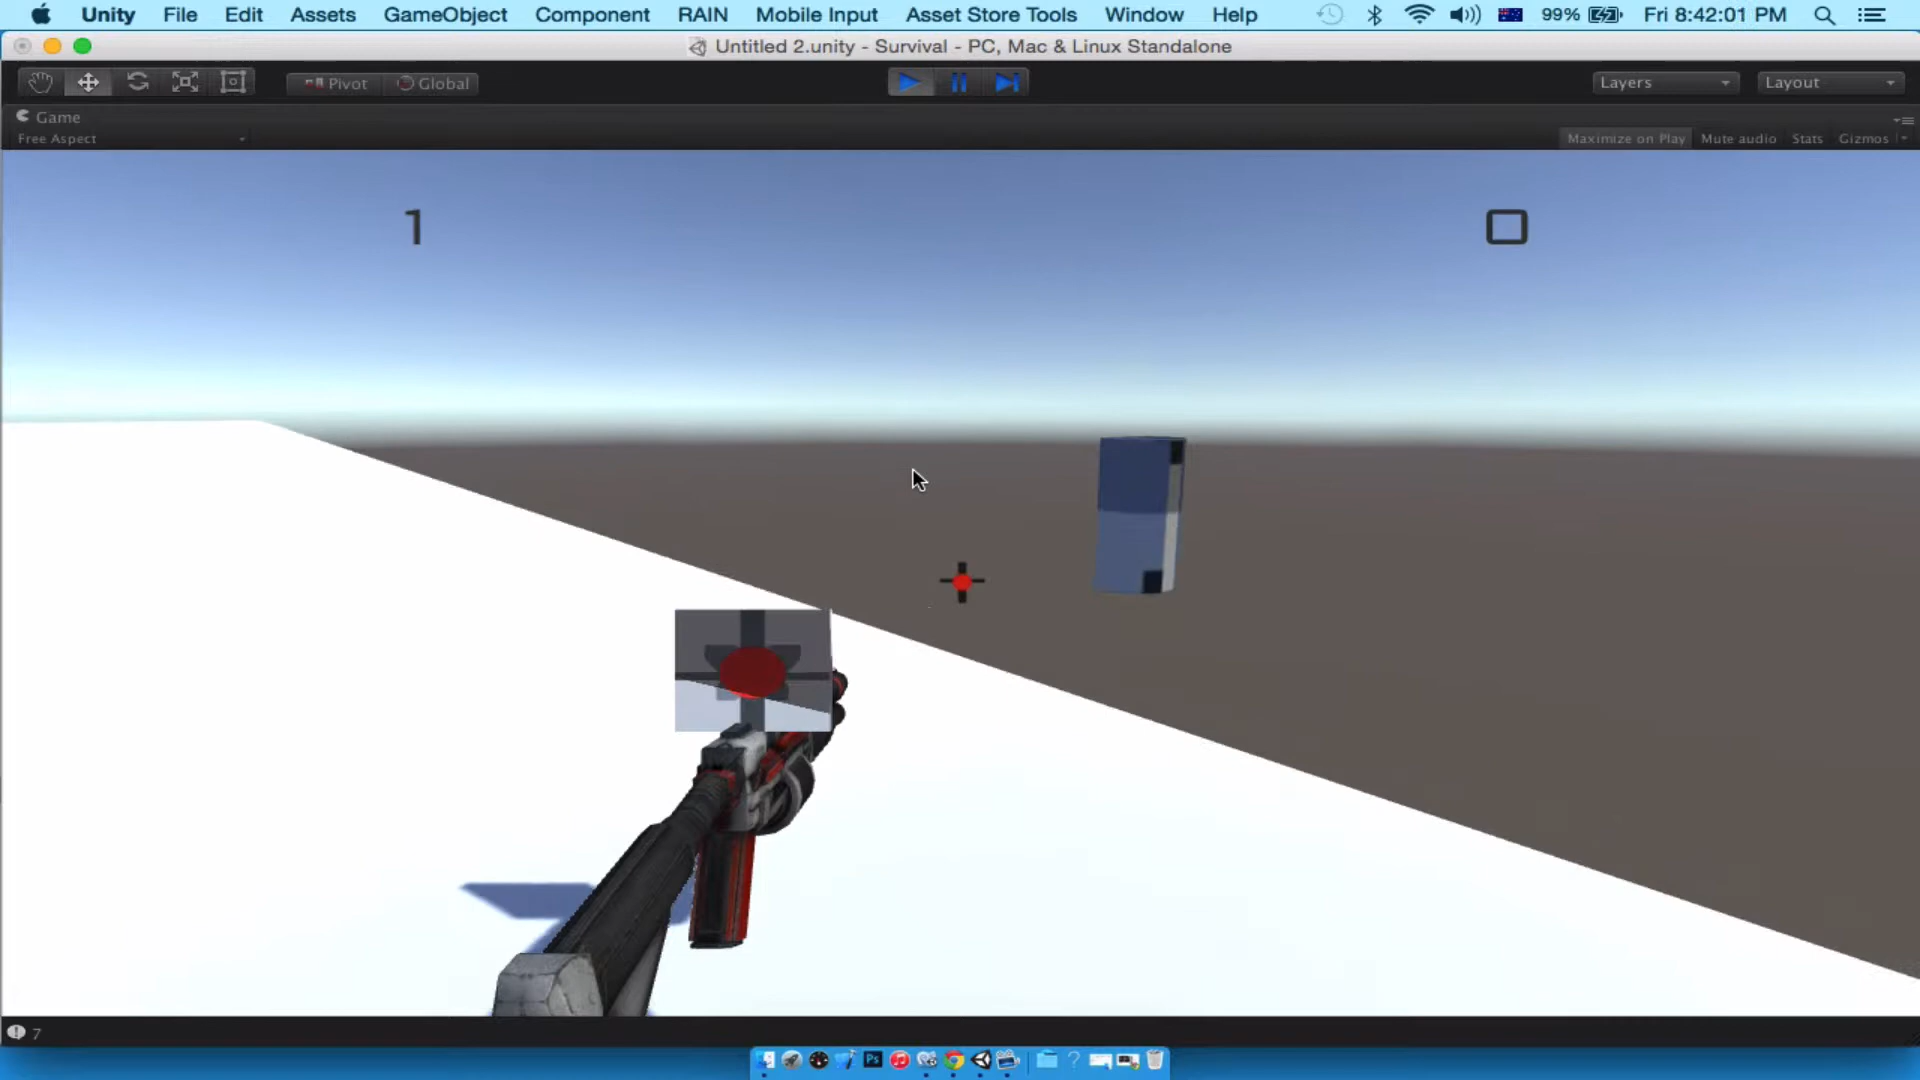 Unity File Edit Assets GameObject Component RAIN Mobile Input Asset Store Tools Window Help 99% Fri 8:42:01 PM
Untitled 2.unity - Survival - PC, Mac & Linux Standalone
Pivot Global Layers Layout
Game
Free Aspect Maximize on Play Mute audio Stats Gizmos
1 0
7
Ps ?